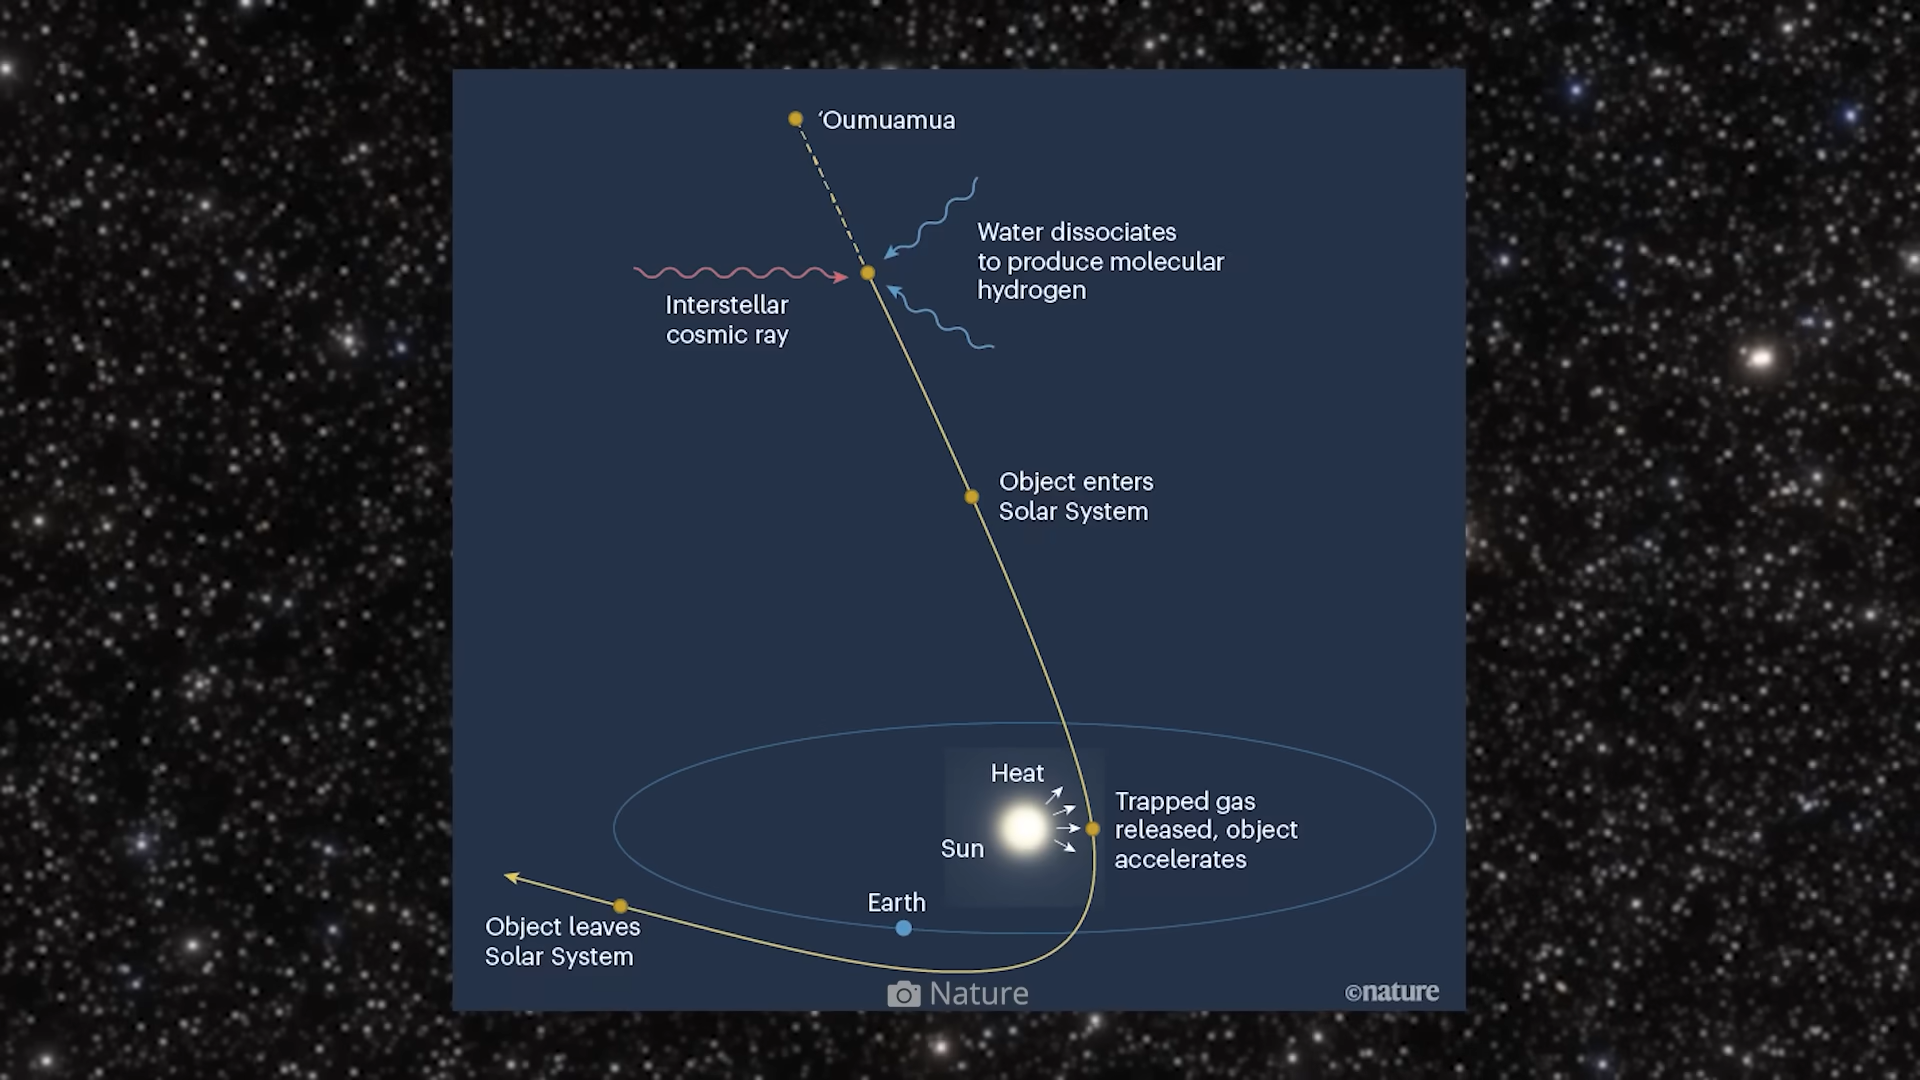 ‘Oumuamua
Water dissociates
to produce molecular
hydrogen
Interstellar
cosmic ray
Object enters
Solar System
Heat
Sun
Trapped gas
released, object
accelerates
Earth
Object leaves
Solar System
Nature
©nature